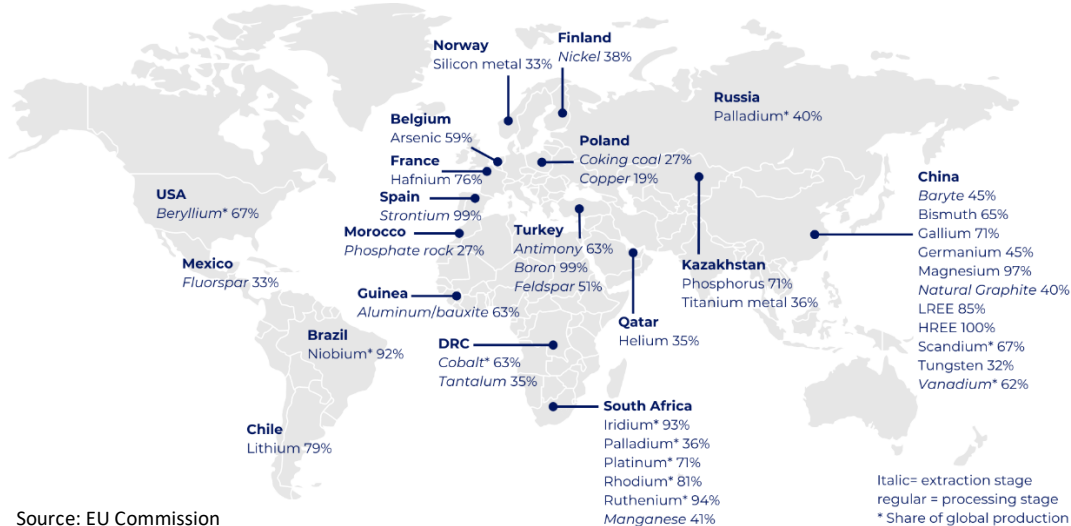 Norway
Silicon metal 33%
Finland
Nickel 38%
Russia
Palladium* 40%
Belgium
Arsenic 59%
France
Hafnium 76%
Spain
Strontium 99%
Poland
Coking coal 27%
Copper 19%
USA
Beryllium* 67%
Morocco
Phosphate rock 27%
Turkey
Antimony 63%
Boron 99%
Feldspar 51%
Kazakhstan
Phosphorus 71%
Titanium metal 36%
China
Baryte 45%
Bismuth 65%
Gallium 71%
Germanium 45%
Magnesium 97%
Natural Graphite 40%
LREE 85%
HREE 100%
Scandium* 67%
Tungsten 32%
Vanadium* 62%
Mexico
Fluorspar 33%
Guinea
Aluminum/bauxite 63%
Qatar
Helium 35%
Brazil
Niobium* 92%
DRC
Cobalt* 63%
Tantalum 35%
Chile
Lithium 79%
South Africa
Iridium* 93%
Palladium* 36%
Platinum* 71%
Rhodium* 81%
Ruthenium* 94%
Manganese 41%
Italic= extraction stage
regular = processing stage
* Share of global production
Source: EU Commission